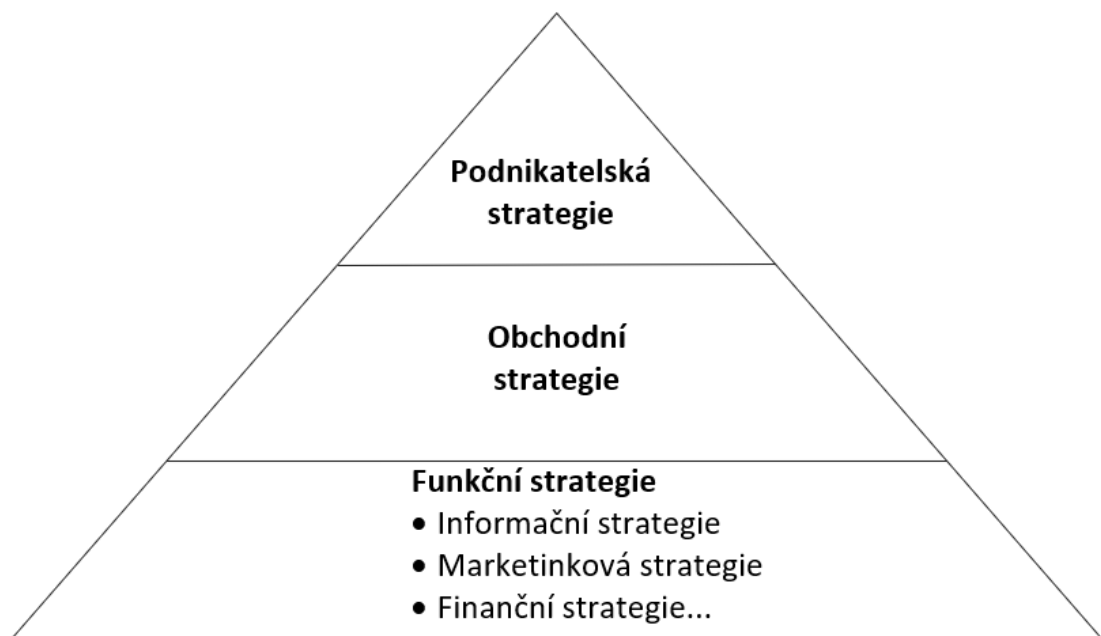 Podnikatelská
strategie
Obchodní
strategie
Funkční strategie
• Informační strategie
• Marketinková strategie
• Finanční strategie...